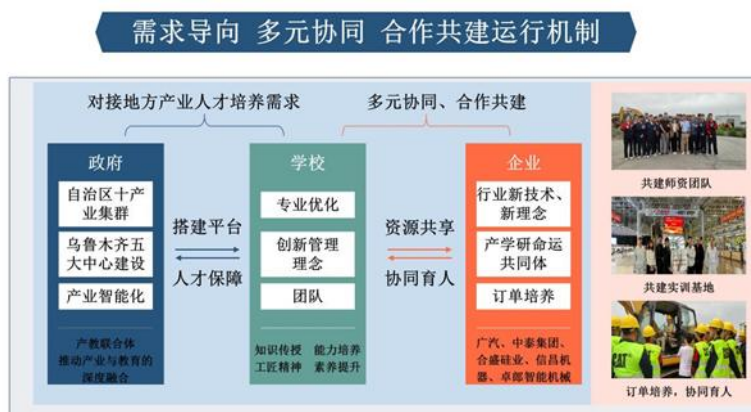 需求导向 多元协同 合作共建运行机制
对接地方产业人才培养需求
多元协同、合作共建
政府
自治区十产
业集群
乌鲁木齐五
大中心建设
产业智能化
产教联合体
推动产业与教育的
深度融合
搭建平台
人才保障
学校
专业优化
创新管理
理念
团队
知识传授 能力培养
工匠精神 素养提升
资源共享
协同育人
企业
行业新技术、
新理念
产学研命运
共同体
订单培养
广汽、中泰集团、
合盛硅业、信昌机
器、卓郎智能机械
共建师资团队
共建实训基地
订单培养，协同育人